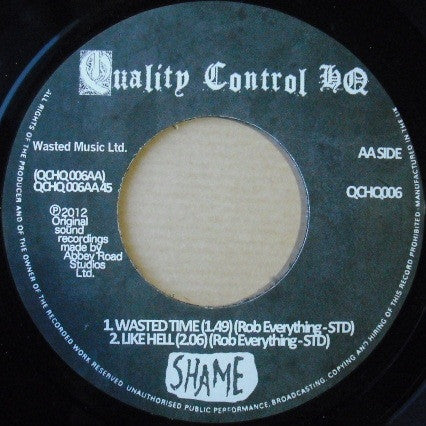 Quality Control HQ
Wasted Music Ltd.
AA SIDE
(QCHQ 006AA)
QCHQ 006AA 45
QCHQ006
℗2012
Original
sound
recordings
made by
Abbey Road
Studios
Ltd.
1. WASTED TIME (1.49) (Rob Everything-STD)
2. LIKE HELL (2.06) (Rob Everything-STD)
SHAME
ALL RIGHTS OF THE PRODUCER AND OF THE OWNER OF THE RECORDED WORK RESERVED. UNAUTHORISED PUBLIC PERFORMANCE, BROADCASTING, COPYING AND HIRING OF THIS RECORD PROHIBITED - MANUFACTURED IN THE UK